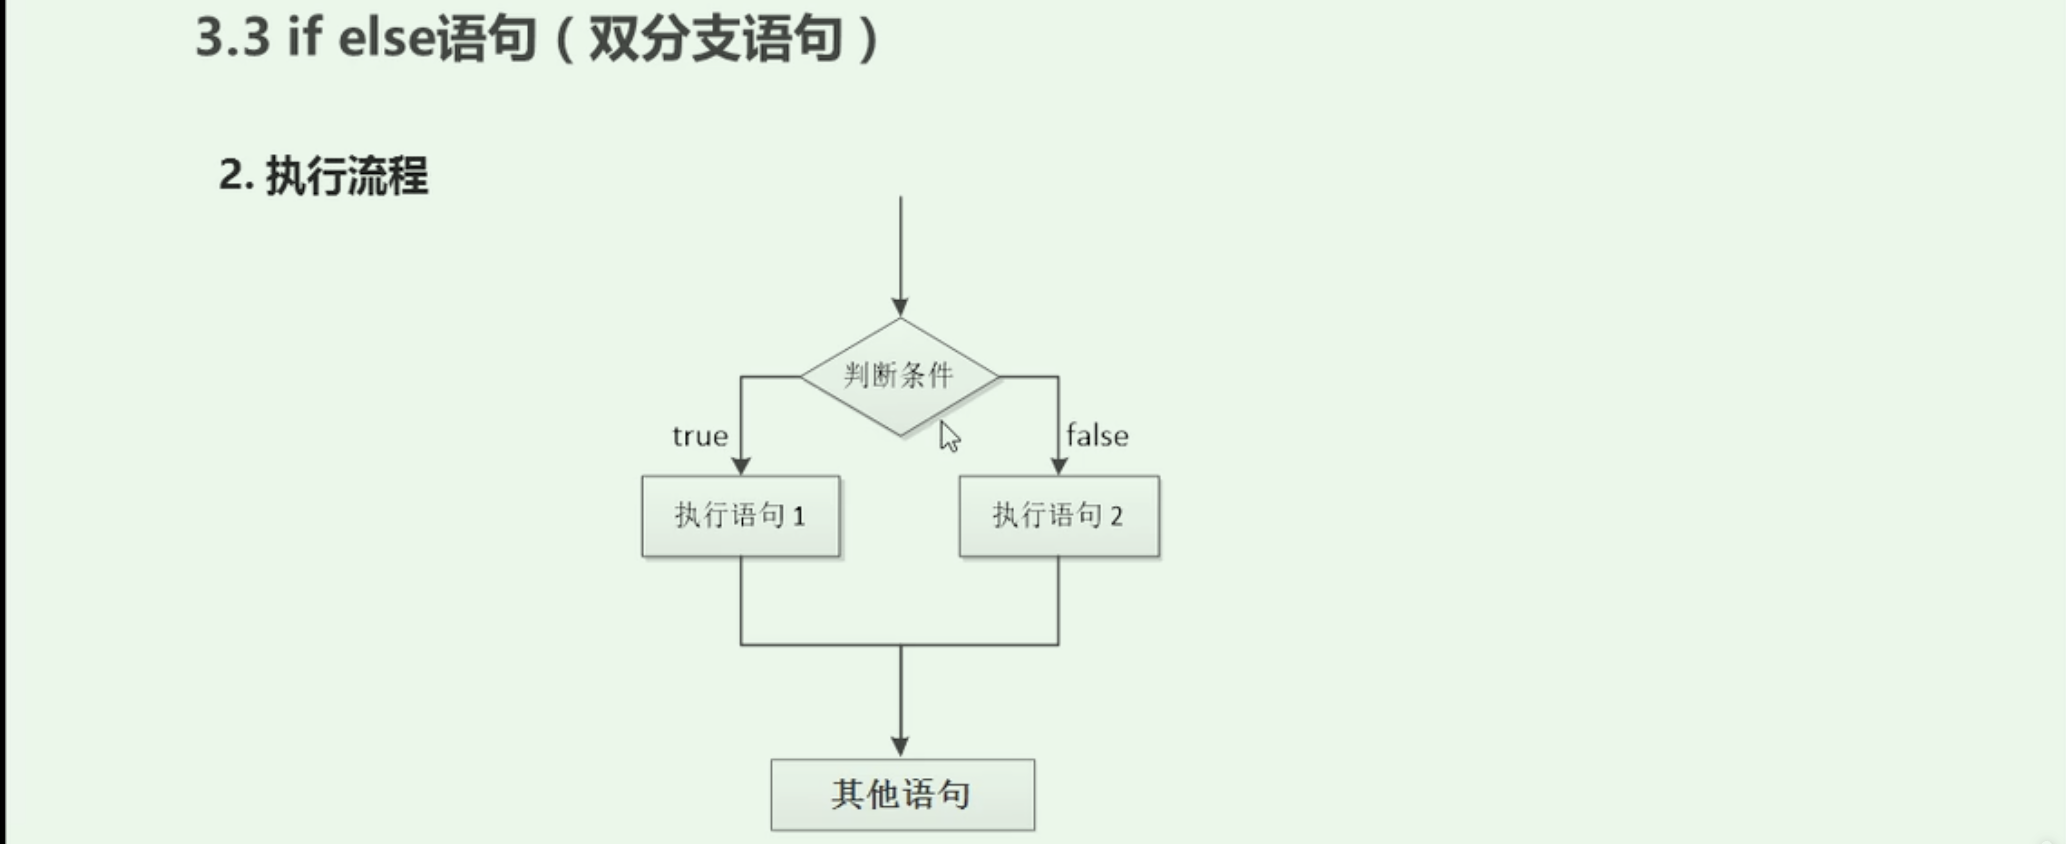 3.3 if else语句（双分支语句）
2. 执行流程
判断条件
true
false
执行语句 1
执行语句 2
其他语句